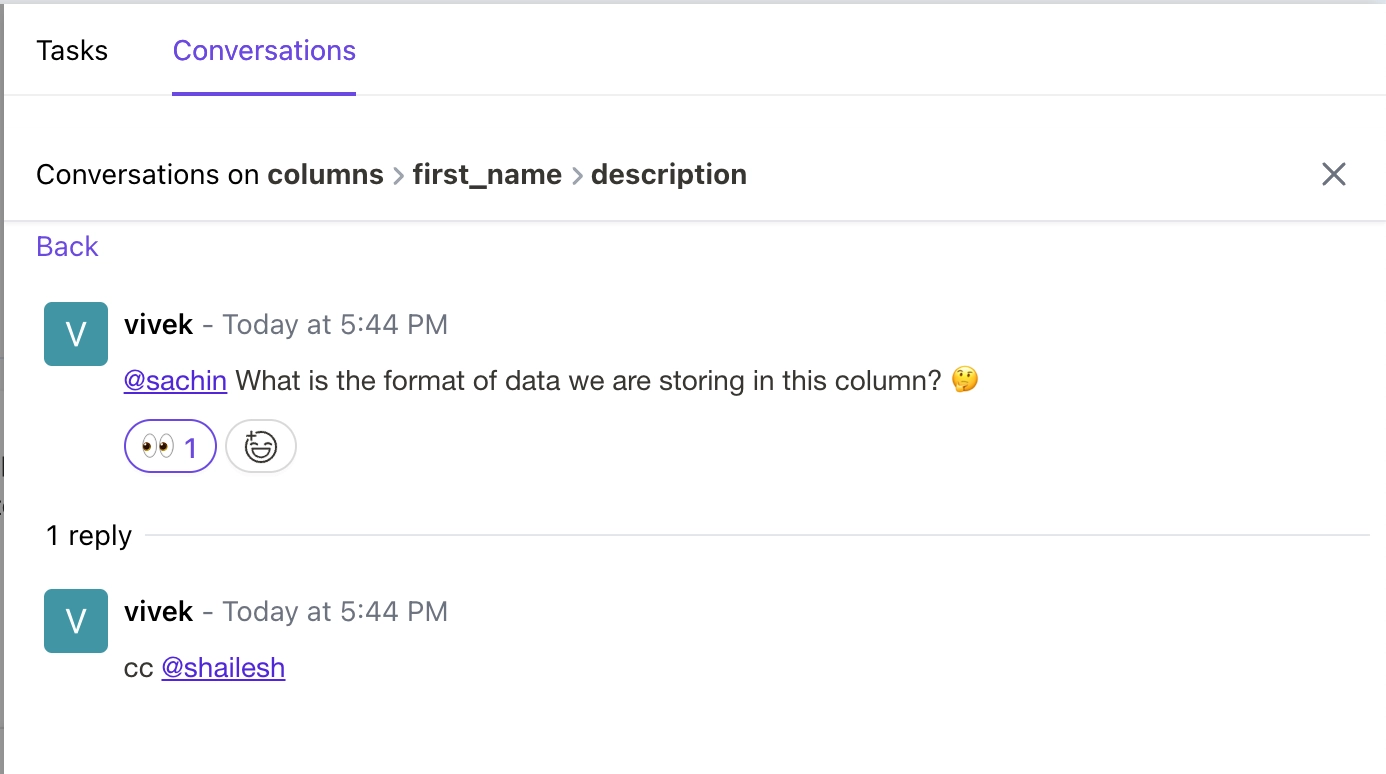 Tasks Conversations
Conversations on columns > first_name > description
Back
V vivek - Today at 5:44 PM
@sachin What is the format of data we are storing in this column? 🤔
👀 1
1 reply
V vivek - Today at 5:44 PM
cc @shailesh